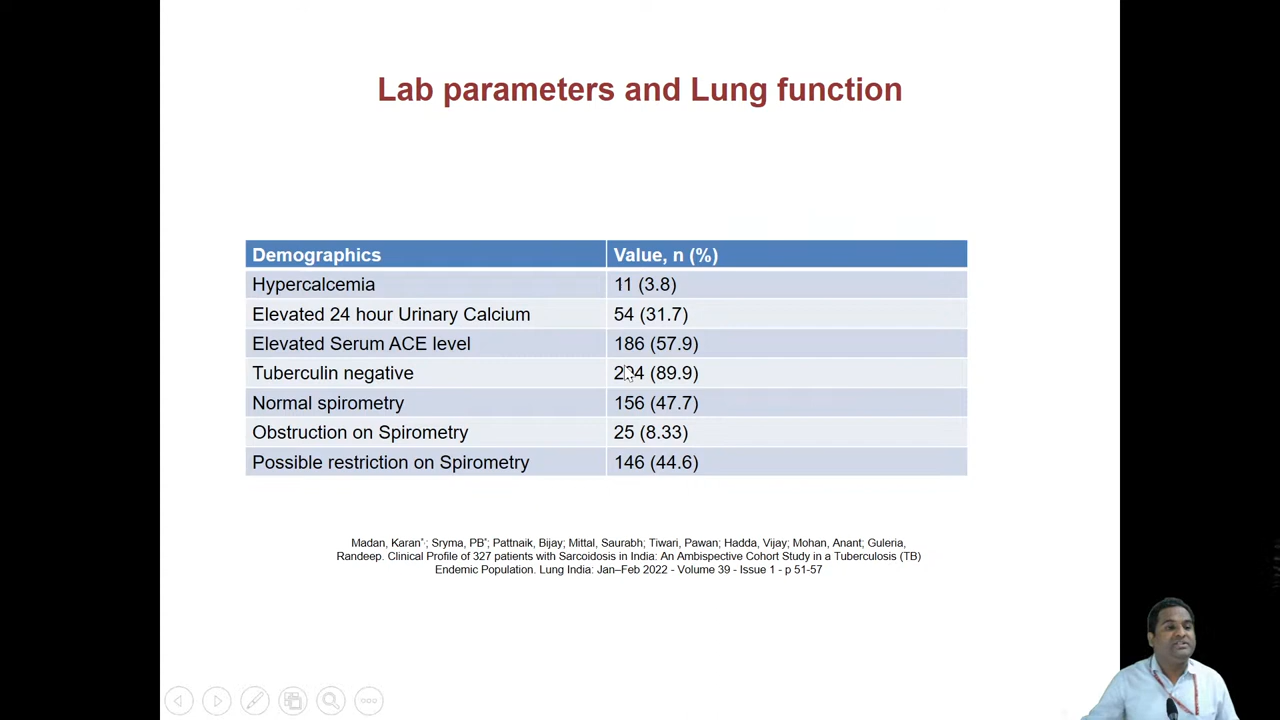 Lab parameters and Lung function
Demographics Value, n (%)
Hypercalcemia 11 (3.8)
Elevated 24 hour Urinary Calcium 54 (31.7)
Elevated Serum ACE level 186 (57.9)
Tuberculin negative (89.9)
Normal spirometry 156 (47.7)
Obstruction on Spirometry 25 (8.33)
Possible restriction on Spirometry 146 (44.6)
Madan, Karan*; Sryma, PB*; Pattnaik, Bijay; Mittal, Saurabh; Tiwari, Pawan; Hadda, Vijay; Mohan, Anant; Guleria,
Randeep. Clinical Profile of 327 patients with Sarcoidosis in India: An Ambispective Cohort Study in a Tuberculosis (TB)
Endemic Population. Lung India: Jan–Feb 2022 - Volume 39 - Issue 1 - p 51-57